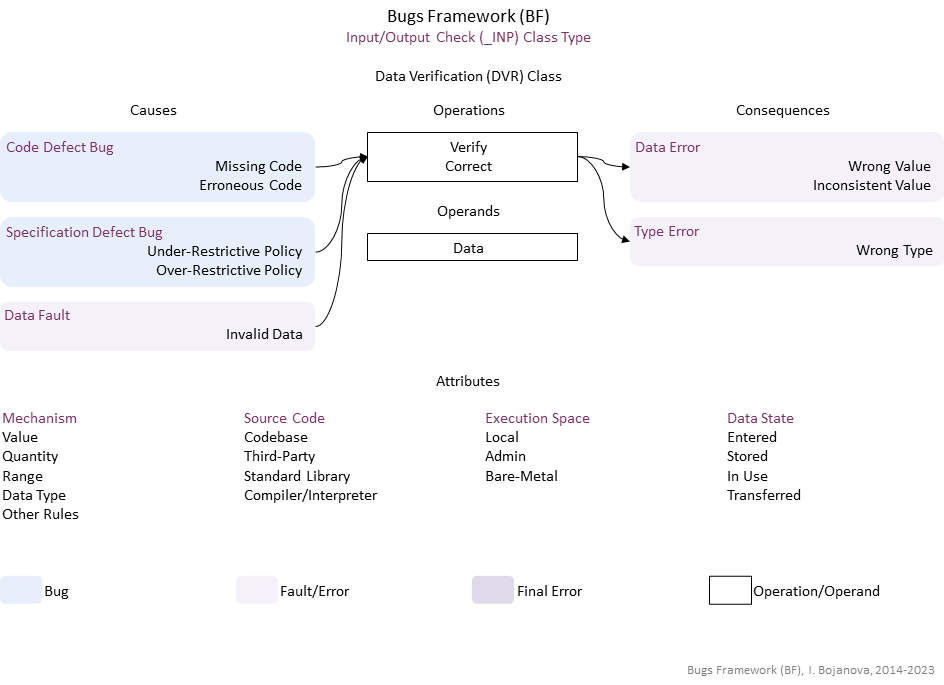 Bugs Framework (BF)
Input/Output Check (_INP) Class Type
Data Verification (DVR) Class
Causes
Operations
Consequences
Code Defect Bug
Missing Code
Erroneous Code
Specification Defect Bug
Under-Restrictive Policy
Over-Restrictive Policy
Data Fault
Invalid Data
Verify
Correct
Operands
Data
Data Error
Wrong Value
Inconsistent Value
Type Error
Wrong Type
Attributes
Mechanism
Value
Quantity
Range
Data Type
Other Rules
Source Code
Codebase
Third-Party
Standard Library
Compiler/Interpreter
Execution Space
Local
Admin
Bare-Metal
Data State
Entered
Stored
In Use
Transferred
Bug
Fault/Error
Final Error
Operation/Operand
Bugs Framework (BF), I. Bojanova, 2014-2023